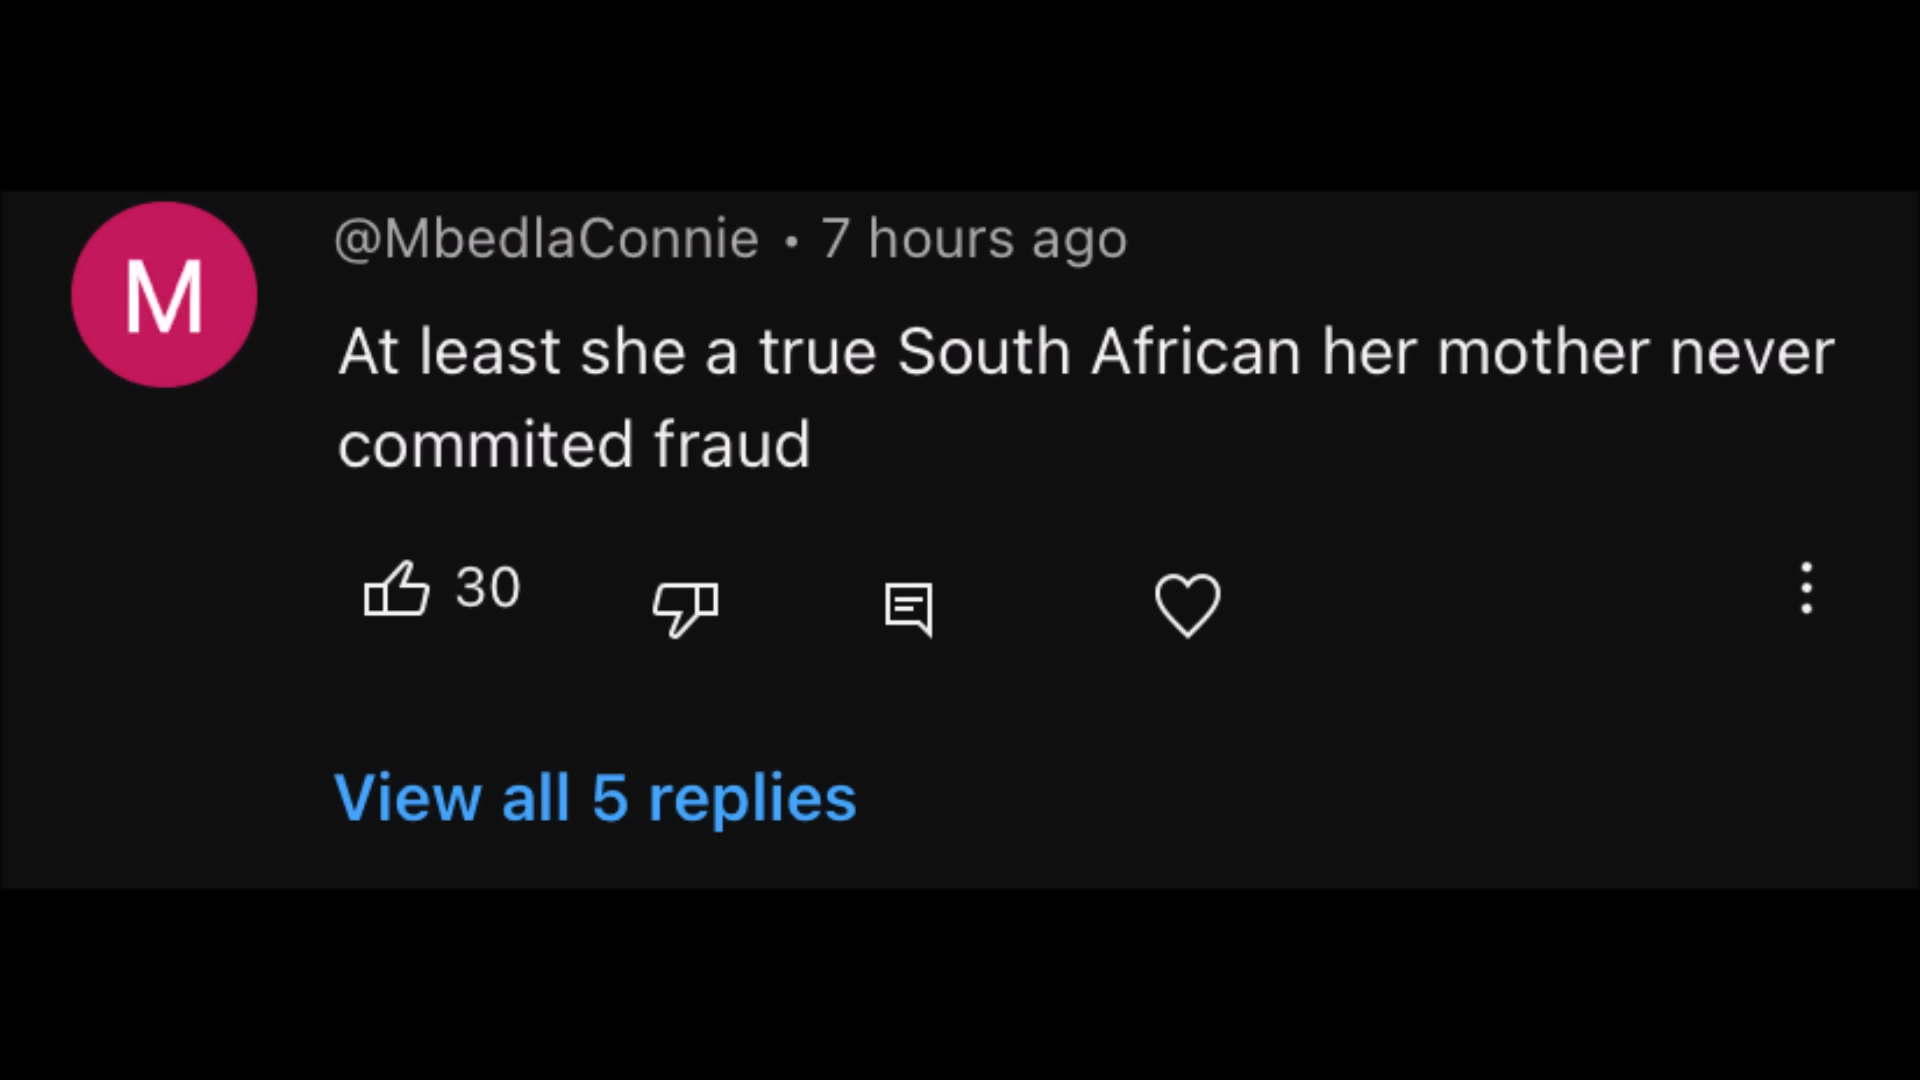 M
@MbedlaConnie • 7 hours ago
At least she a true South African her mother never
commited fraud
30
View all 5 replies